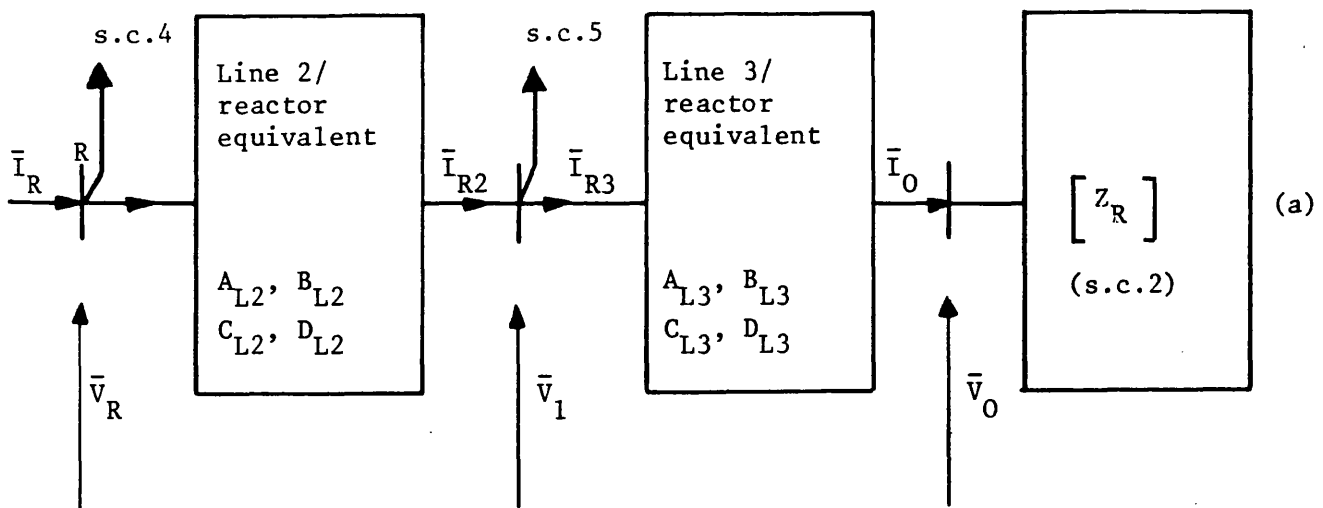 s.c.4
s.c.5
Line 2/
reactor
equivalent
Line 3/
reactor
equivalent
R
Ī_R
Ī_R2
Ī_R3
Ī_O
[Z_R]
(a)
(s.c.2)
A_L2, B_L2
C_L2, D_L2
A_L3, B_L3
C_L3, D_L3
V̄_R
V̄_1
V̄_O